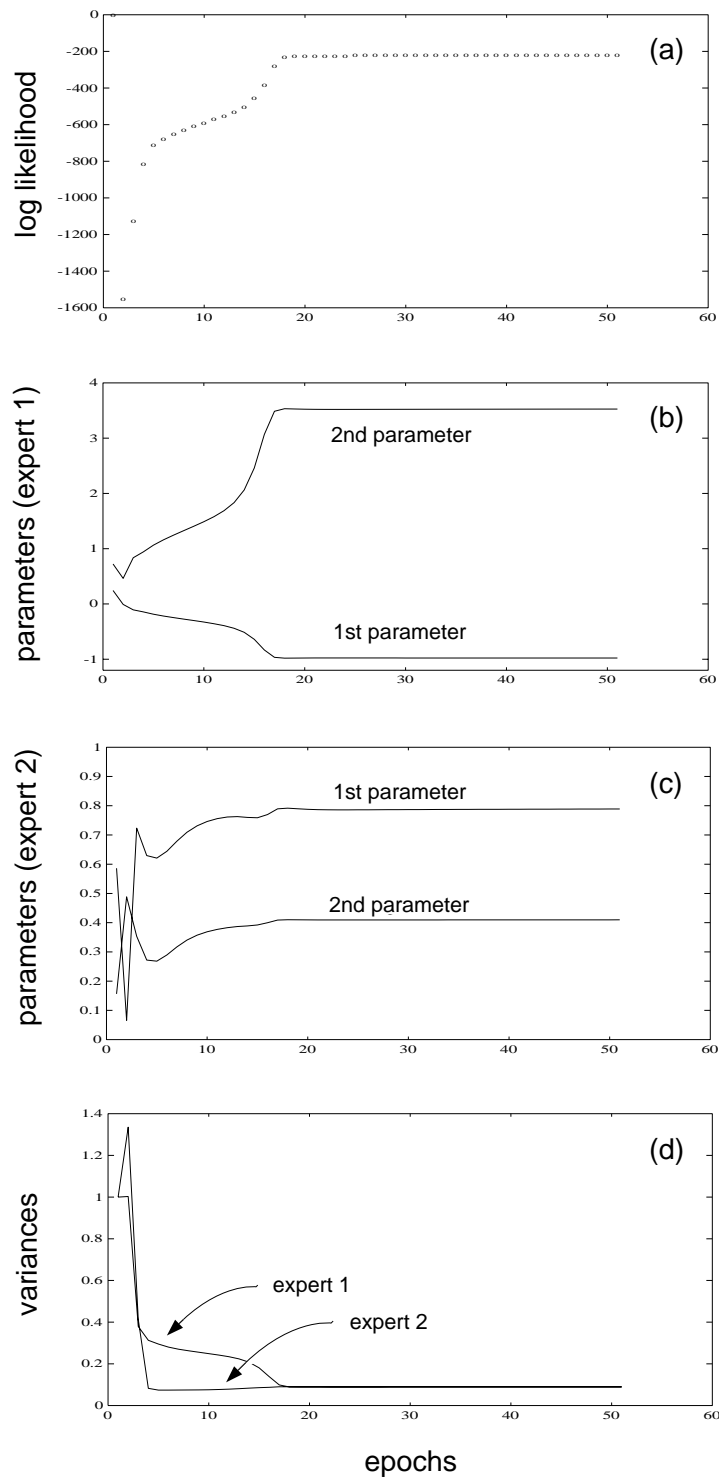 log likelihood
0
-200
-400
-600
-800
-1000
-1200
-1400
-1600
0 10 20 30 40 50 60
(a)
parameters (expert 1)
4
3
2
1
0
-1
0 10 20 30 40 50 60
(b)
2nd parameter
1st parameter
parameters (expert 2)
1
0.9
0.8
0.7
0.6
0.5
0.4
0.3
0.2
0.1
0
0 10 20 30 40 50 60
(c)
1st parameter
2nd parameter
variances
1.4
1.2
1
0.8
0.6
0.4
0.2
0
0 10 20 30 40 50 60
(d)
expert 1
expert 2
epochs